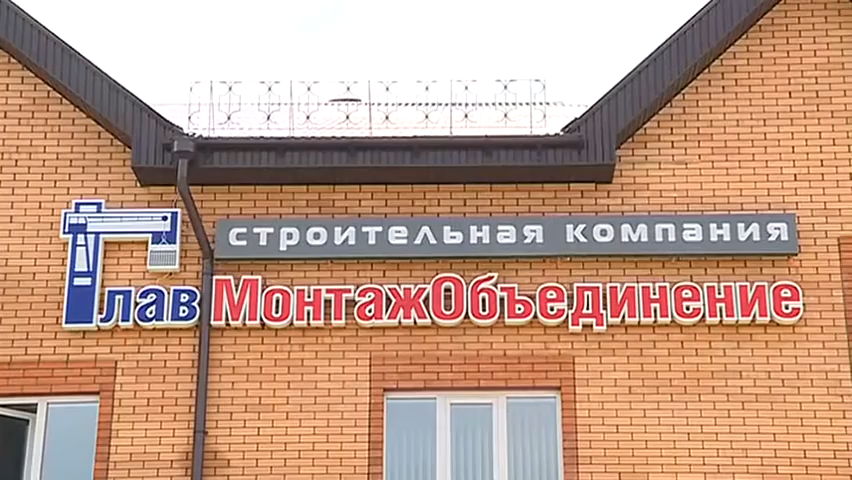 строительная компания
ГлавМонтажОбъединение